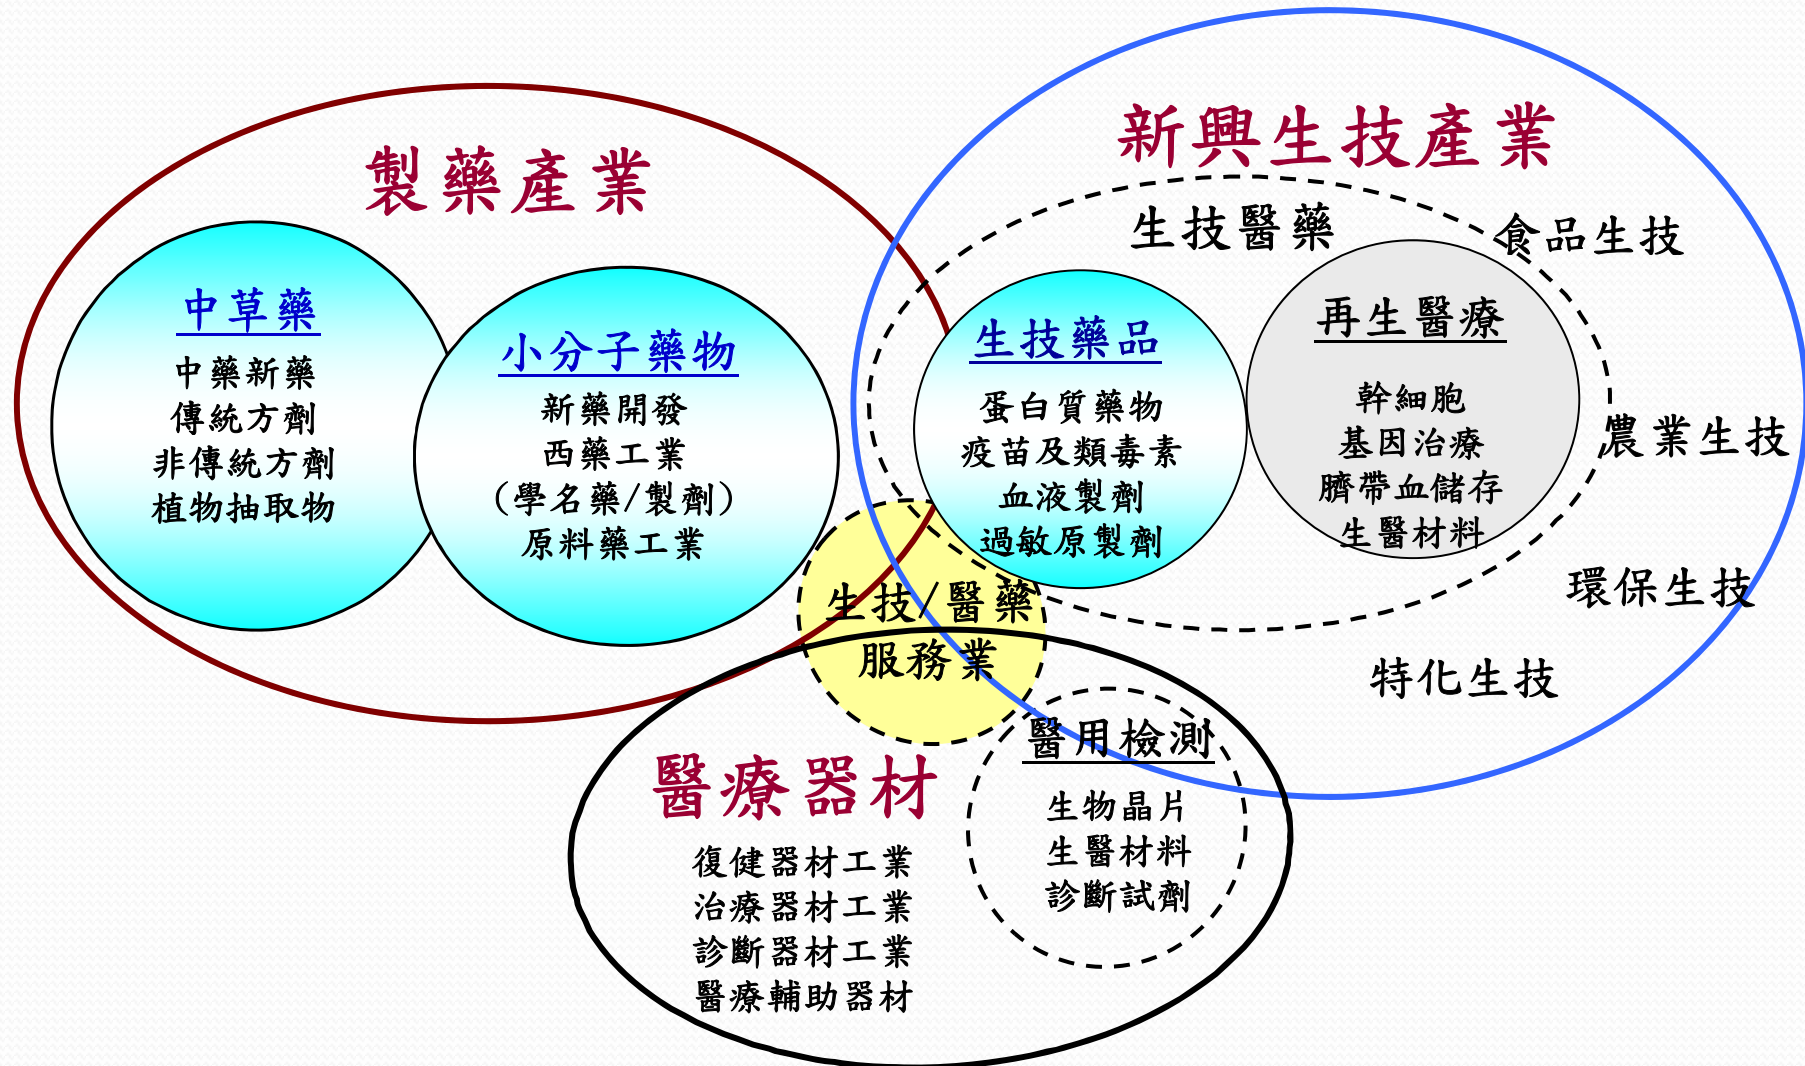 製藥產業
中草藥
中藥新藥
傳統方劑
非傳統方劑
植物抽取物
小分子藥物
新藥開發
西藥工業
(學名藥/製劑)
原料藥工業
新興生技產業
生技醫藥
食品生技
生技藥品
蛋白質藥物
疫苗及類毒素
血液製劑
過敏原製劑
再生醫療
幹細胞
基因治療
臍帶血儲存
生醫材料
農業生技
環保生技
特化生技
生技/醫藥
服務業
醫療器材
復健器材工業
治療器材工業
診斷器材工業
醫療輔助器材
醫用檢測
生物晶片
生醫材料
診斷試劑